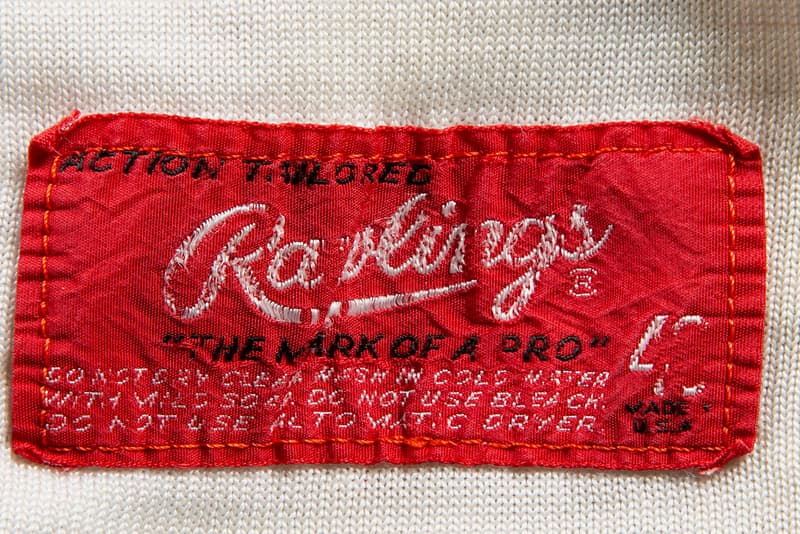 ACTION TAILORED
Rawlings ®
"THE MARK OF A PRO"
42
DO NOT DRY CLEAN. WASH IN COLD WATER
WITH MILD SOAP. DO NOT USE BLEACH.
DO NOT USE AUTOMATIC DRYER.
MADE
U.S.A.